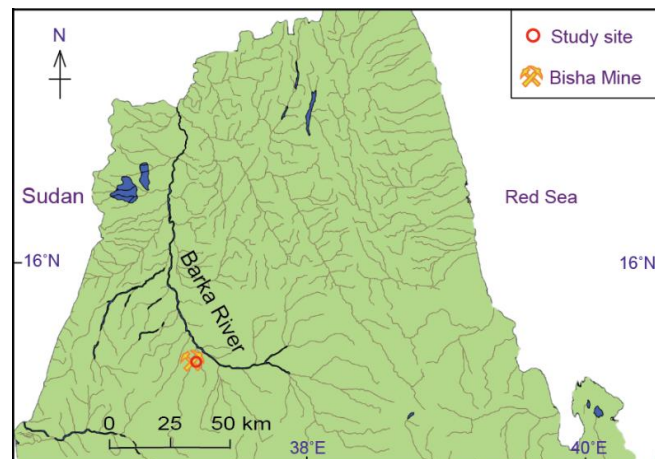 N
Study site
Bisha Mine
Sudan
Red Sea
16°N
16°N
Barka River
0 25 50 km
38°E
40°E